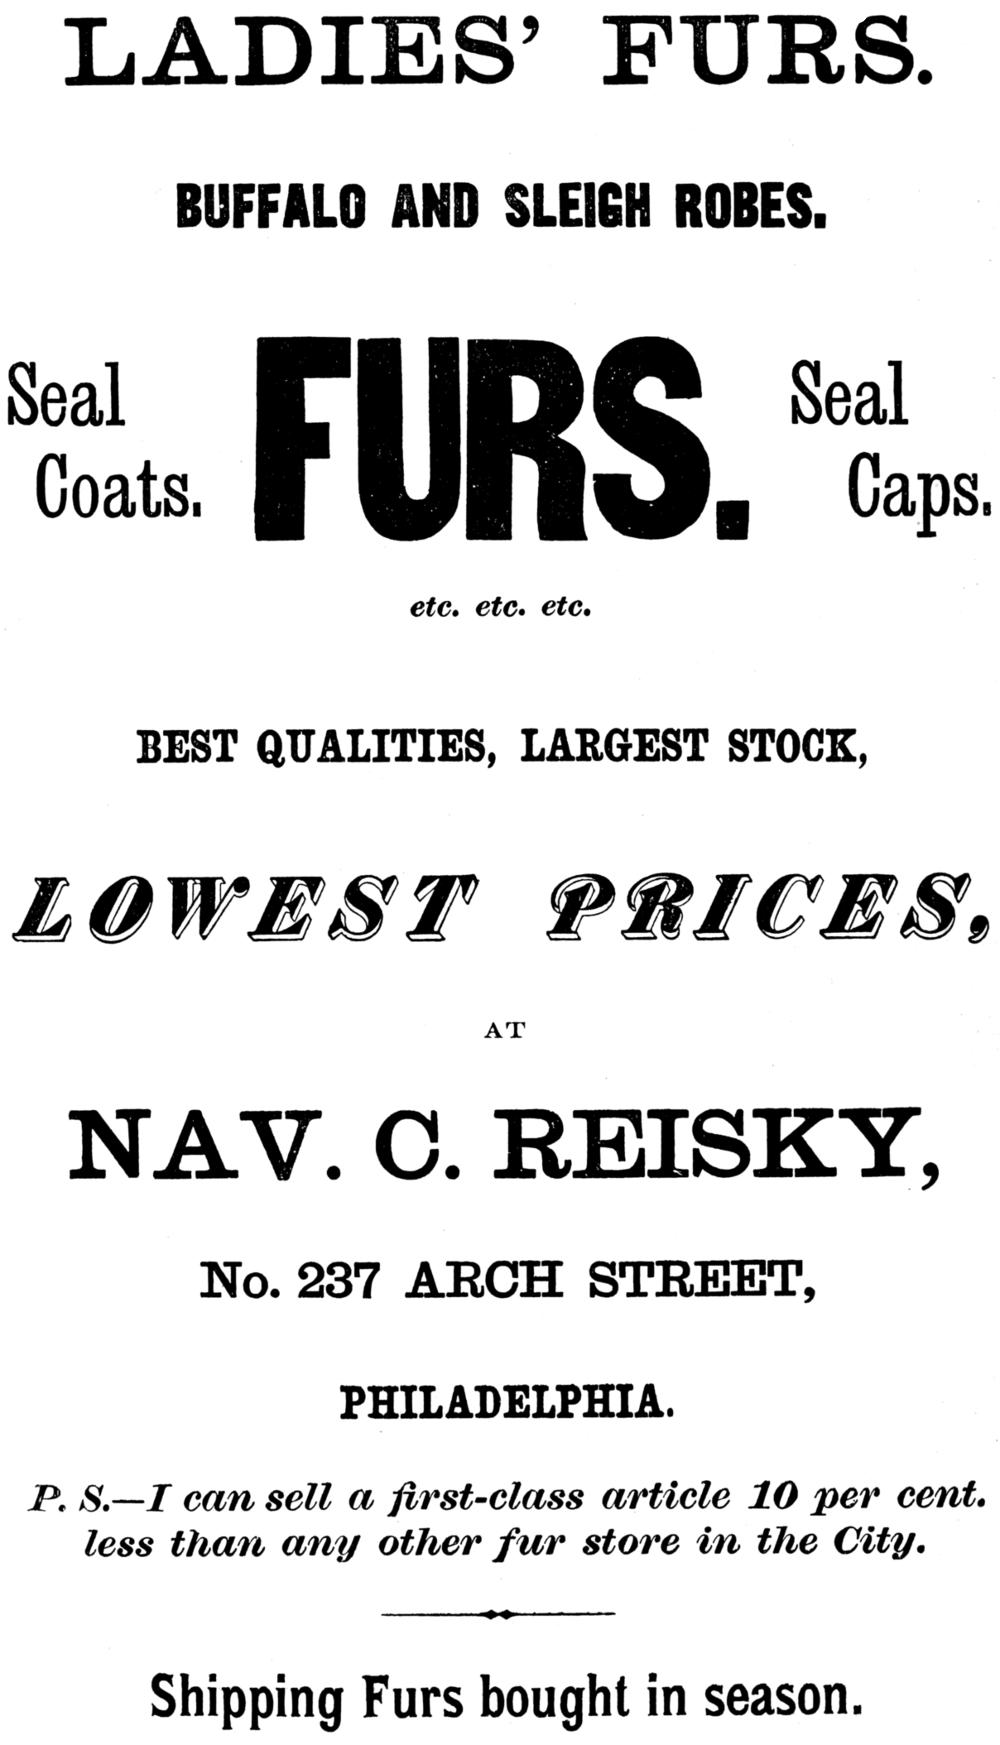 LADIES' FURS.
BUFFALO AND SLEIGH ROBES.
Seal Coats.
FURS.
Seal Caps.
etc. etc. etc.
BEST QUALITIES, LARGEST STOCK,
LOWEST PRICES,
AT
NAV. C. REISKY,
No. 237 ARCH STREET,
PHILADELPHIA.
P. S.—I can sell a first-class article 10 per cent.
less than any other fur store in the City.
Shipping Furs bought in season.